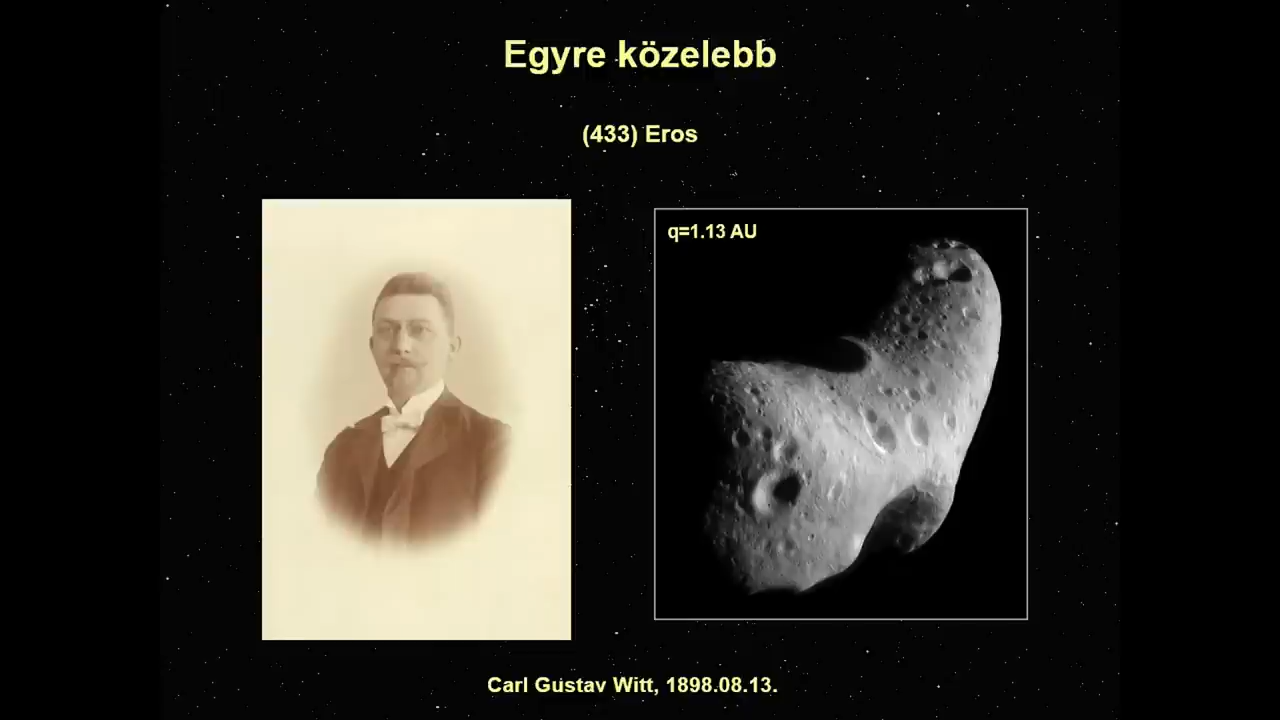 Egyre közelebb
(433) Eros
q=1.13 AU
Carl Gustav Witt, 1898.08.13.